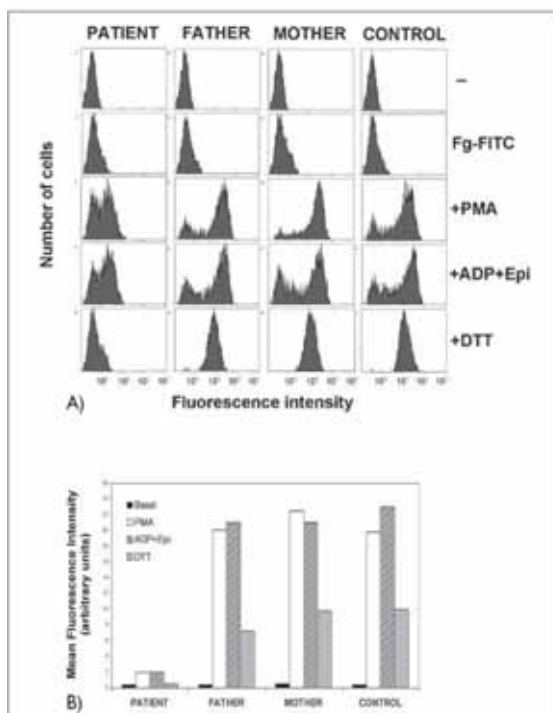 PATIENT FATHER MOTHER CONTROL
–
Fg-FITC
+PMA
+ADP+Epi
+DTT
Number of cells
Fluorescence intensity
A)
Mean Fluorescence Intensity
(arbitrary units)
Basal
PMA
ADP+Epi
DTT
PATIENT FATHER MOTHER CONTROL
B)